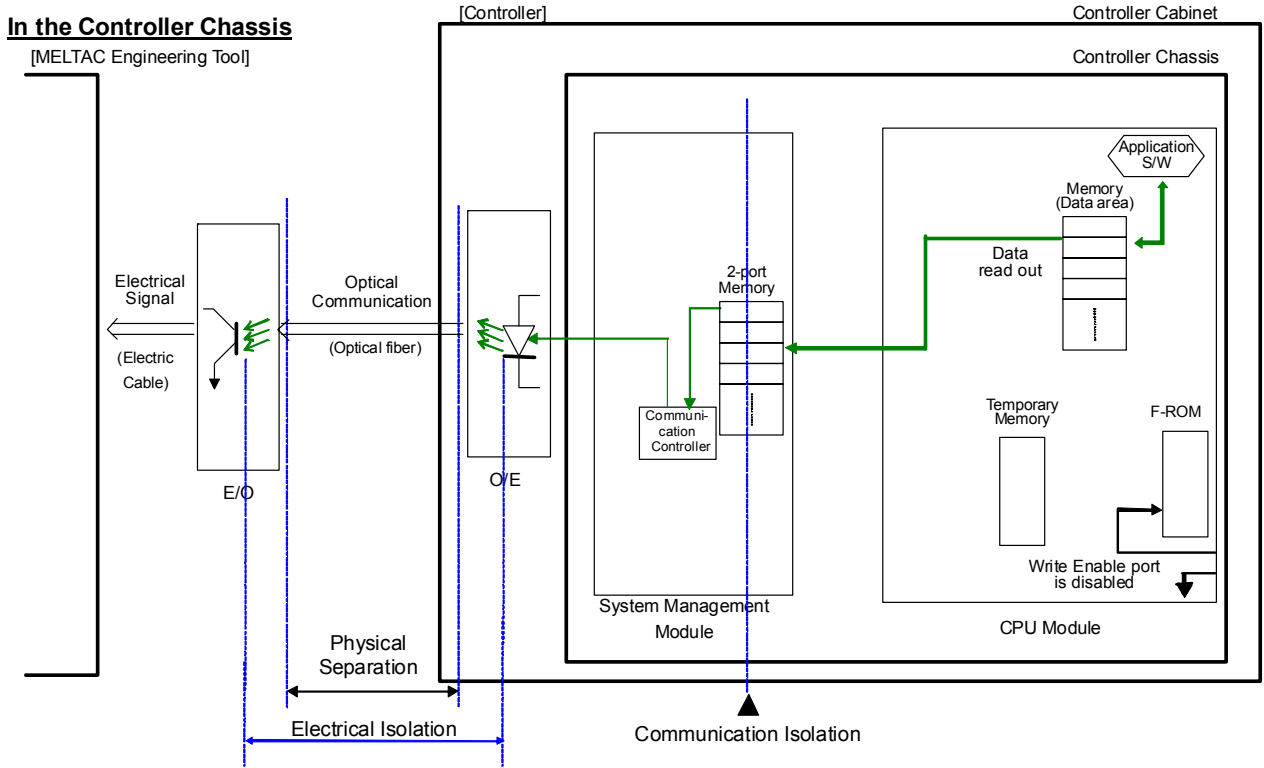 In the Controller Chassis
[MELTAC Engineering Tool]
[Controller]
Controller Cabinet
Controller Chassis
Application
S/W
Memory
(Data area)
Data
read out
2-port
Memory
Electrical
Signal
(Electric
Cable)
Optical
Communication
(Optical fiber)
Communi-
cation
Controller
Temporary
Memory
F-ROM
E/O
O/E
Write Enable port
is disabled
System Management
Module
CPU Module
Physical
Separation
Electrical Isolation
Communication Isolation